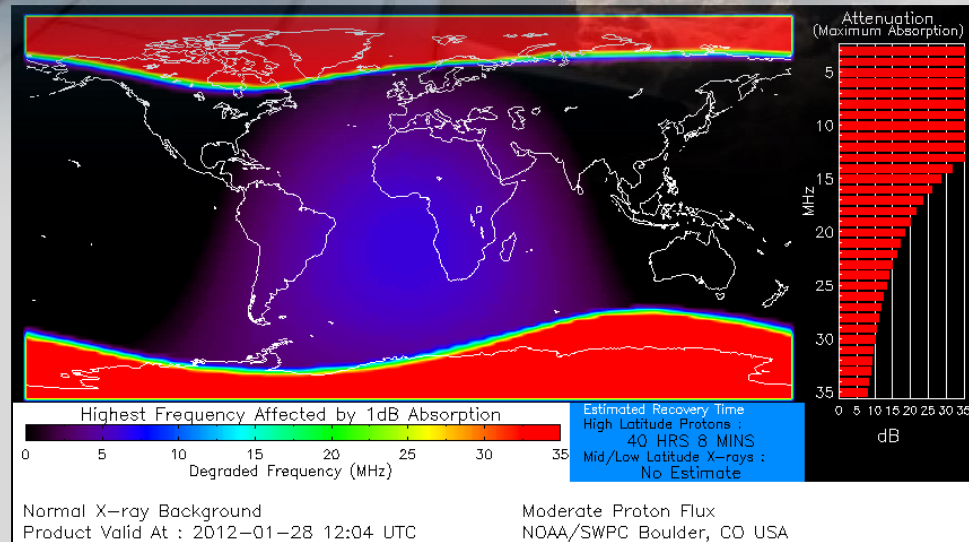 Attenuation
(Maximum Absorption)
5
10
15
20
25
30
35
MHz
0 5 10 15 20 25 30 35
dB
Highest Frequency Affected by 1dB Absorption
0 5 10 15 20 25 30 35
Degraded Frequency (MHz)
Estimated Recovery Time
High Latitude Protons :
40 HRS 8 MINS
Mid/Low Latitude X-rays :
No Estimate
Normal X-ray Background
Product Valid At : 2012-01-28 12:04 UTC
Moderate Proton Flux
NOAA/SWPC Boulder, CO USA